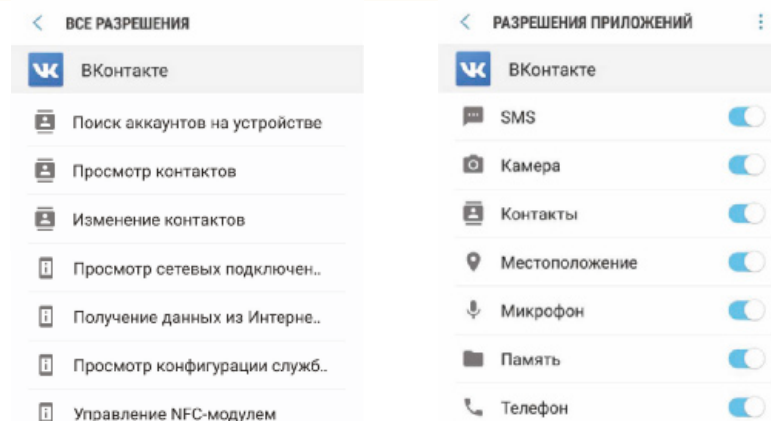 ВСЕ РАЗРЕШЕНИЯ
ВКонтакте
Поиск аккаунтов на устройстве
Просмотр контактов
Изменение контактов
Просмотр сетевых подключен..
Получение данных из Интерне..
Просмотр конфигурации служб..
Управление NFC-модулем
РАЗРЕШЕНИЯ ПРИЛОЖЕНИЙ
ВКонтакте
SMS
Камера
Контакты
Местоположение
Микрофон
Память
Телефон